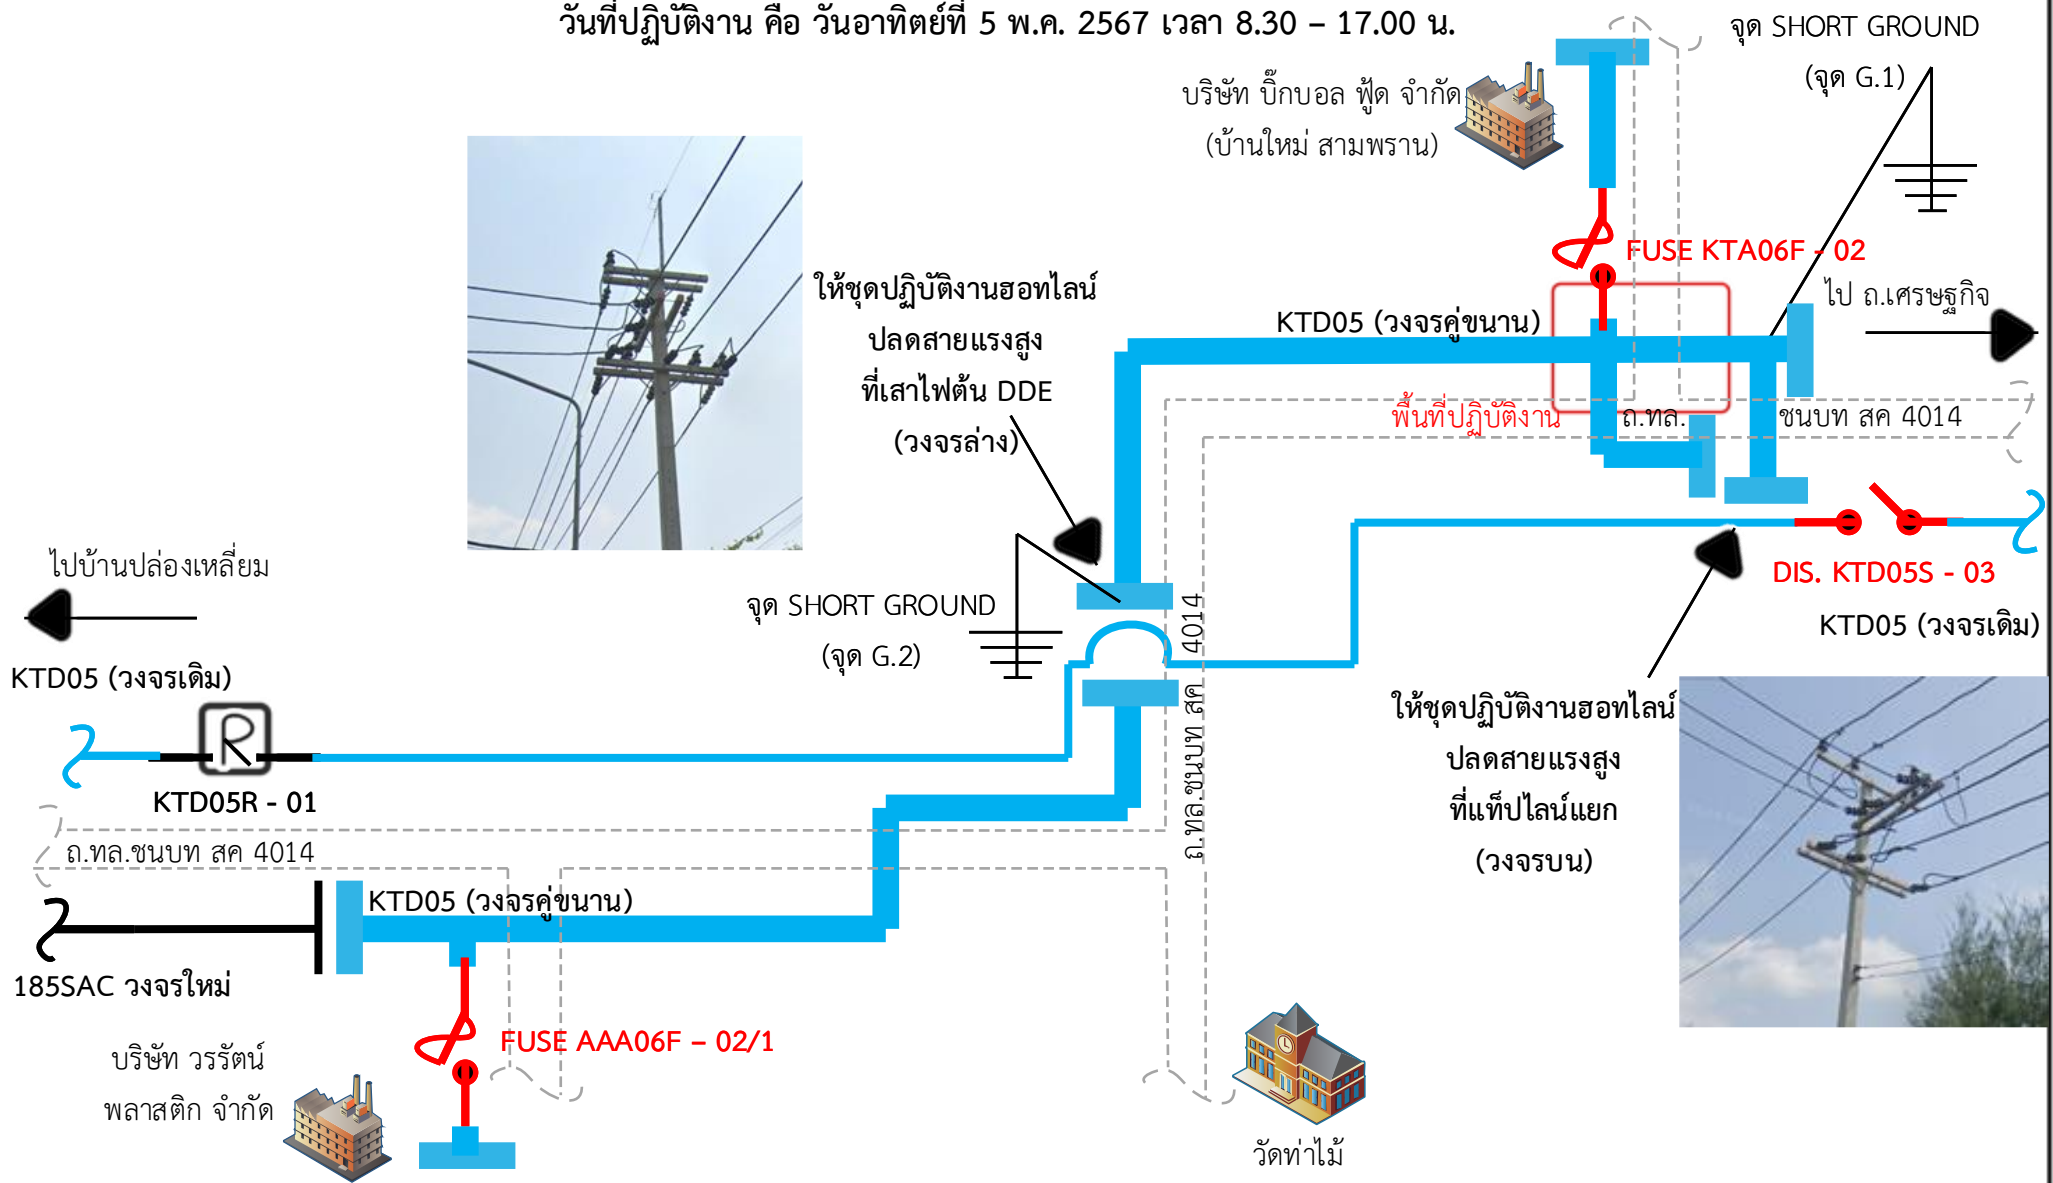 วันที่ปฏิบัติงาน คือ วันอาทิตย์ที่ 5 พ.ค. 2567 เวลา 8.30 – 17.00 น.
จุด SHORT GROUND
(จุด G.1)
บริษัท บิ๊กบอล ฟู้ด จำกัด
(บ้านใหม่ สามพราน)
FUSE KTA06F - 02
ไป ถ.เศรษฐกิจ
ให้ชุดปฏิบัติงานฮอทไลน์
ปลดสายแรงสูง
ที่เสาไฟต้น DDE
(วงจรล่าง)
KTD05 (วงจรคู่ขนาน)
พื้นที่ปฏิบัติงาน
ถ.ทล. ชนบท สค 4014
ไปบ้านปล่องเหลี่ยม
KTD05 (วงจรเดิม)
R
KTD05R - 01
จุด SHORT GROUND
(จุด G.2)
ถ.ทล.ชนบท สค 4014
DIS. KTD05S - 03
KTD05 (วงจรเดิม)
ให้ชุดปฏิบัติงานฮอทไลน์
ปลดสายแรงสูง
ที่แท็ปไลน์แยก
(วงจรบน)
ถ.ทล.ชนบท สค 4014
KTD05 (วงจรคู่ขนาน)
185SAC วงจรใหม่
FUSE AAA06F – 02/1
บริษัท วรรัตน์
พลาสติก จำกัด
วัดท่าไม้